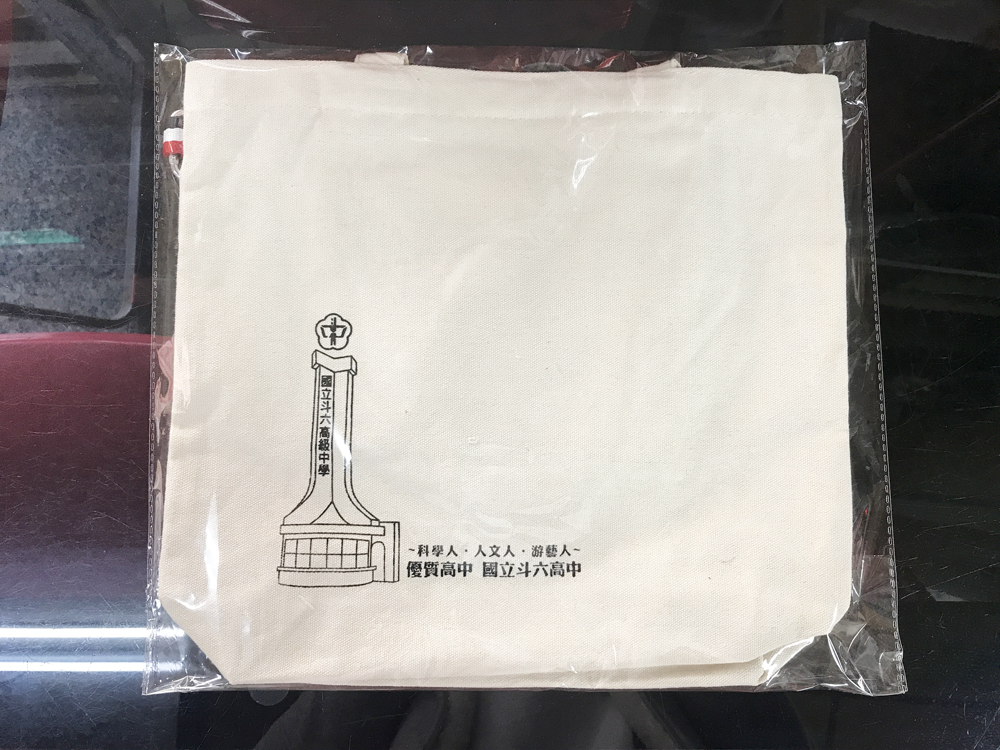 國立斗六高級中學
~科學人・人文人・游藝人~
優質高中 國立斗六高中